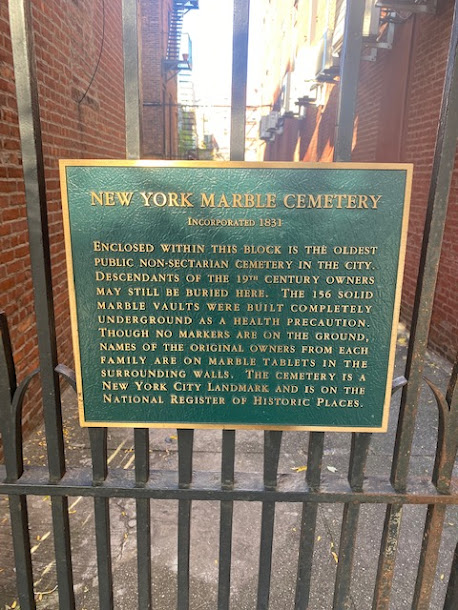 NEW YORK MARBLE CEMETERY
INCORPORATED 1831
ENCLOSED WITHIN THIS BLOCK IS THE OLDEST
PUBLIC NON-SECTARIAN CEMETERY IN THE CITY.
DESCENDANTS OF THE 19TH CENTURY OWNERS
MAY STILL BE BURIED HERE. THE 156 SOLID
MARBLE VAULTS WERE BUILT COMPLETELY
UNDERGROUND AS A HEALTH PRECAUTION.
THOUGH NO MARKERS ARE ON THE GROUND,
NAMES OF THE ORIGINAL OWNERS FROM EACH
FAMILY ARE ON MARBLE TABLETS IN THE
SURROUNDING WALLS. THE CEMETERY IS A
NEW YORK CITY LANDMARK AND IS ON THE
NATIONAL REGISTER OF HISTORIC PLACES.